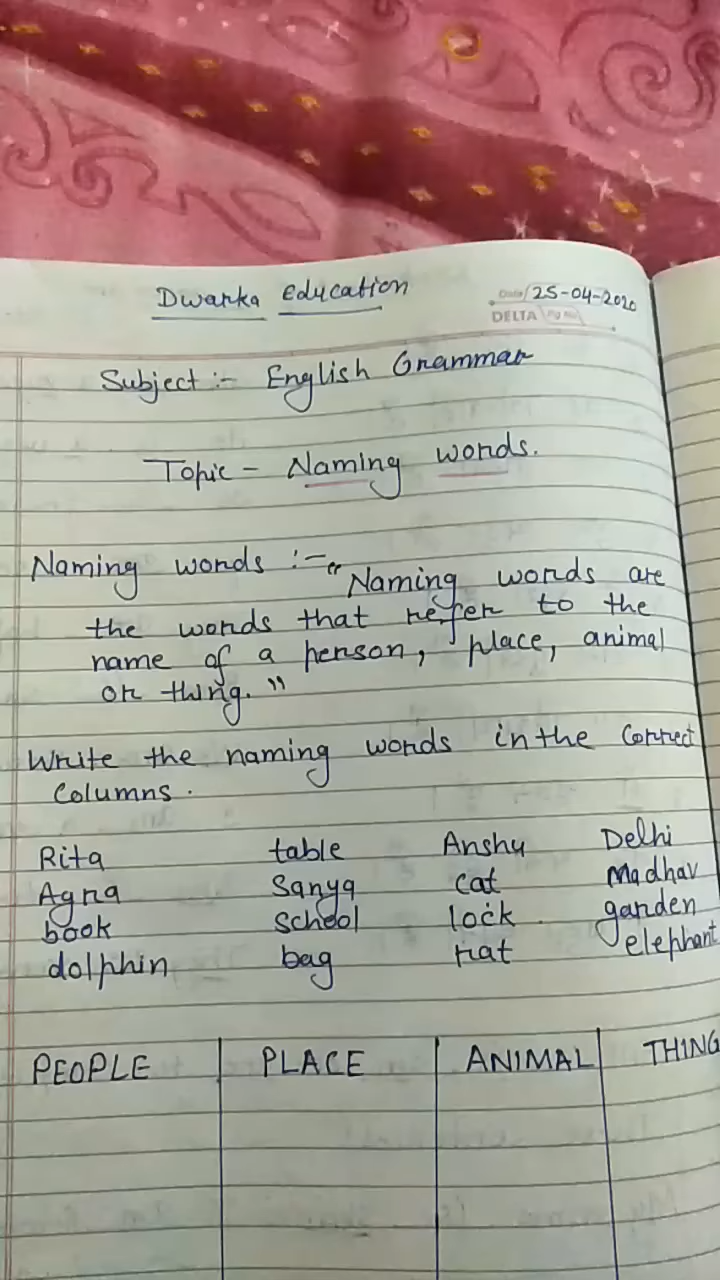 Dwarka Education
Date 25-04-2020
DELTA Pg No
Subject :- English Grammar
Topic - Naming words.
Naming words :- "Naming words are
the words that refer to the
name of a person, place, animal
or thing."
Write the naming words in the correct
columns.
Rita table Anshu Delhi
Agra Sanya cat Madhav
book school lock garden
dolphin bag rat elephant
PEOPLE PLACE ANIMAL THING